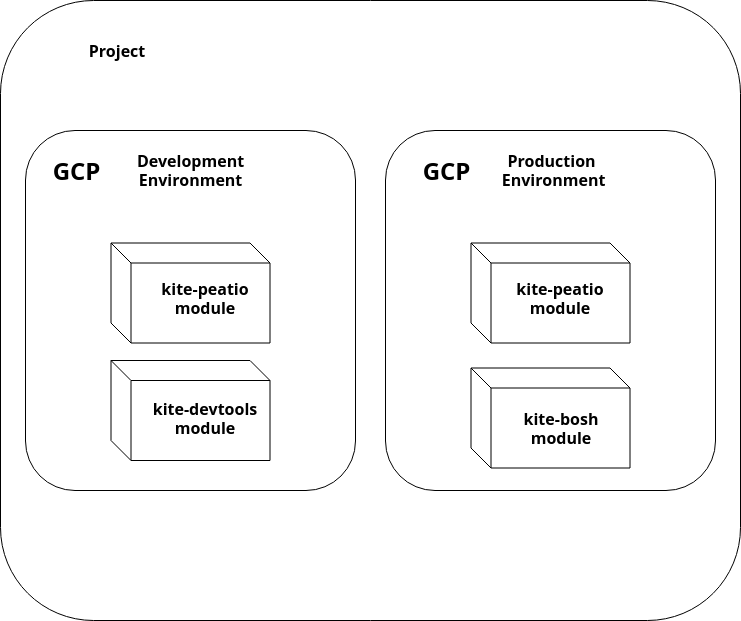 Project
GCP
Development
Environment
kite-peatio
module
kite-devtools
module
GCP
Production
Environment
kite-peatio
module
kite-bosh
module